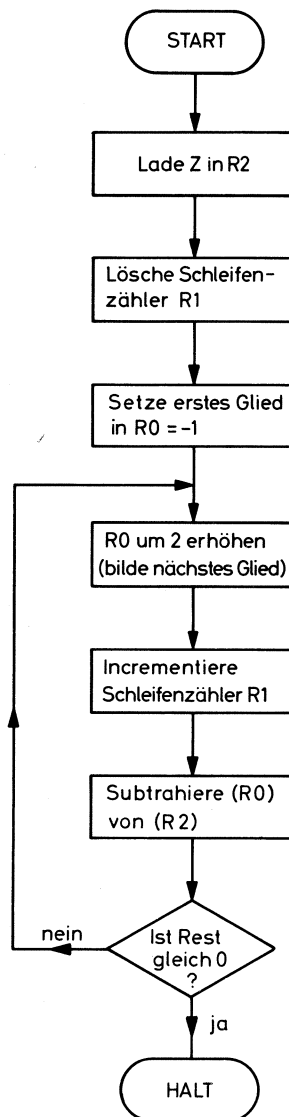 START
Lade Z in R2
Lösche Schleifen-
zähler R1
Setze erstes Glied
in R0 = -1
R0 um 2 erhöhen
(bilde nächstes Glied)
Incrementiere
Schleifenzähler R1
Subtrahiere (R0)
von (R2)
Ist Rest
gleich 0
?
nein
ja
HALT